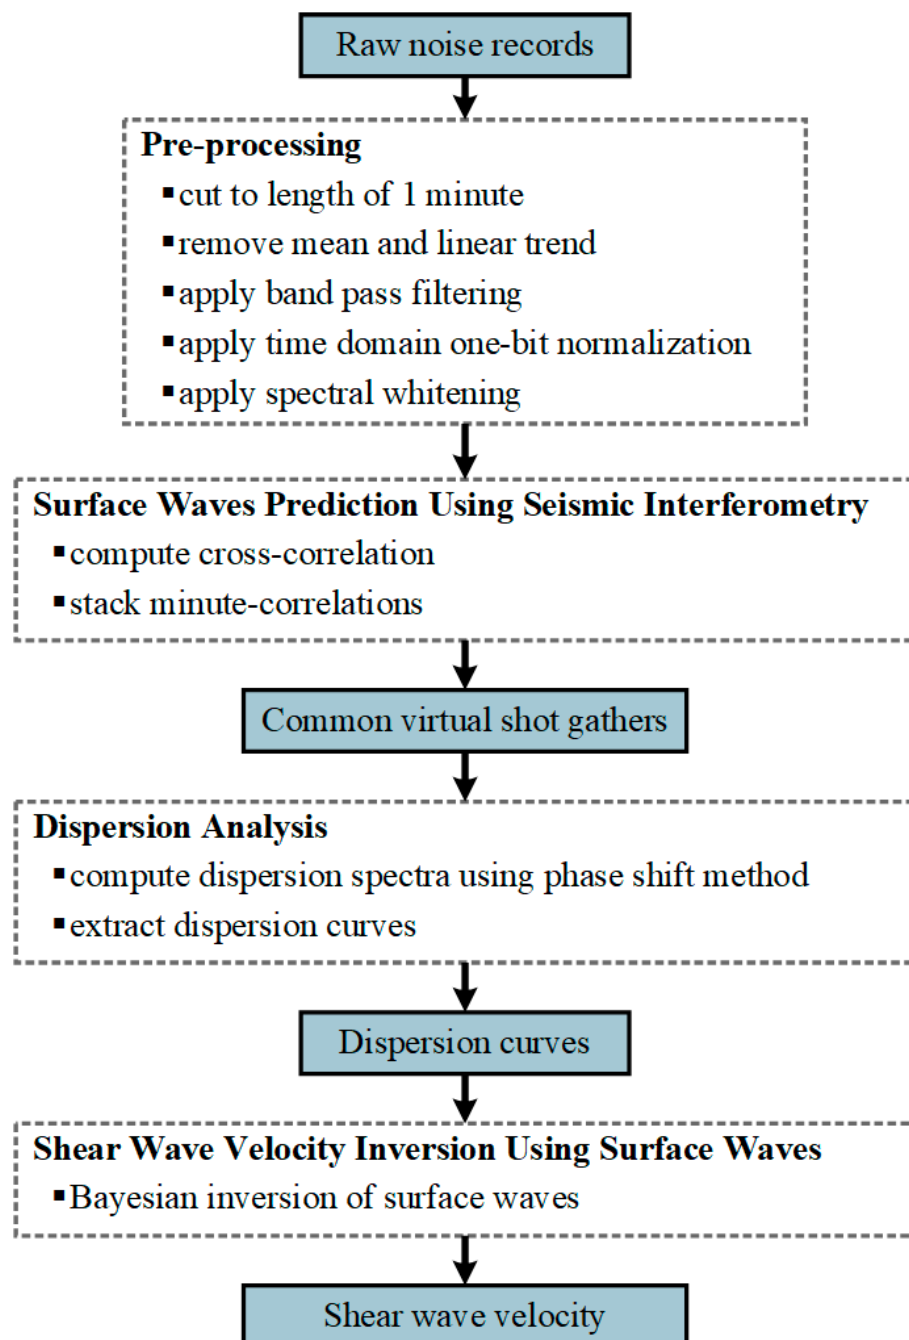 Raw noise records
Pre-processing
▪cut to length of 1 minute
▪remove mean and linear trend
▪apply band pass filtering
▪apply time domain one-bit normalization
▪apply spectral whitening
Surface Waves Prediction Using Seismic Interferometry
▪compute cross-correlation
▪stack minute-correlations
Common virtual shot gathers
Dispersion Analysis
▪compute dispersion spectra using phase shift method
▪extract dispersion curves
Dispersion curves
Shear Wave Velocity Inversion Using Surface Waves
▪Bayesian inversion of surface waves
Shear wave velocity